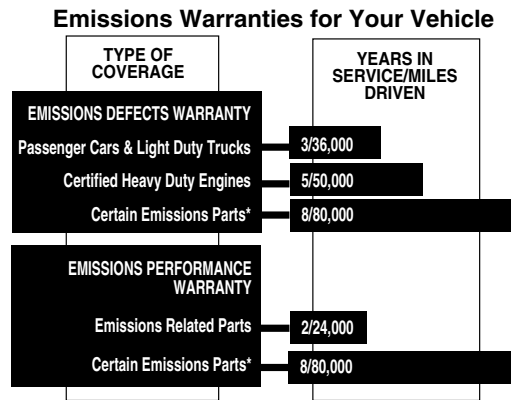 Emissions Warranties for Your Vehicle
TYPE OF
COVERAGE
YEARS IN
SERVICE/MILES
DRIVEN
EMISSIONS DEFECTS WARRANTY
Passenger Cars & Light Duty Trucks 3/36,000
Certified Heavy Duty Engines 5/50,000
Certain Emissions Parts* 8/80,000
EMISSIONS PERFORMANCE
WARRANTY
Emissions Related Parts 2/24,000
Certain Emissions Parts* 8/80,000